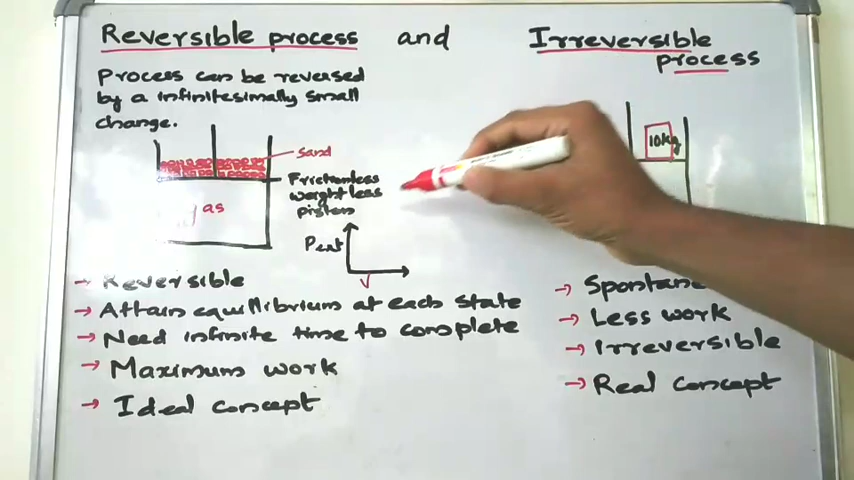 Reversible process and Irreversible
process
Process can be reversed
by a infinitesimally small
change.
Sand
Frictionless
weightless
piston
gas
10kg
Pext
V
→ Reversible
→ Attain equilibrium at each state
→ Need infinite time to complete
→ Maximum work
→ Ideal concept
→ Spontane
→ Less work
→ Irreversible
→ Real concept